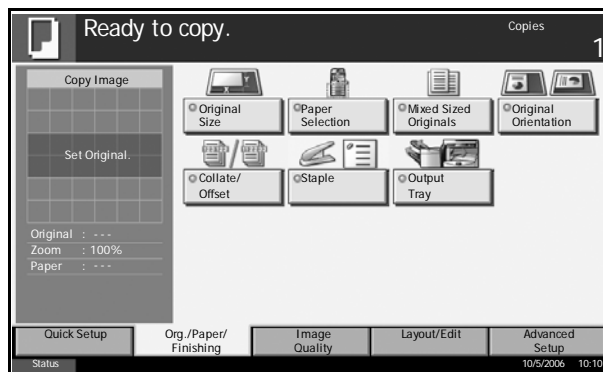 Ready to copy.
Copies
1
Copy Image
Set Original.
Original : ---
Zoom : 100%
Paper : ---
Original
Size
Paper
Selection
Mixed Sized
Originals
Original
Orientation
Collate/
Offset
Staple
Output
Tray
Quick Setup
Org./Paper/
Finishing
Image
Quality
Layout/Edit
Advanced
Setup
Status
10/5/2006 10:10